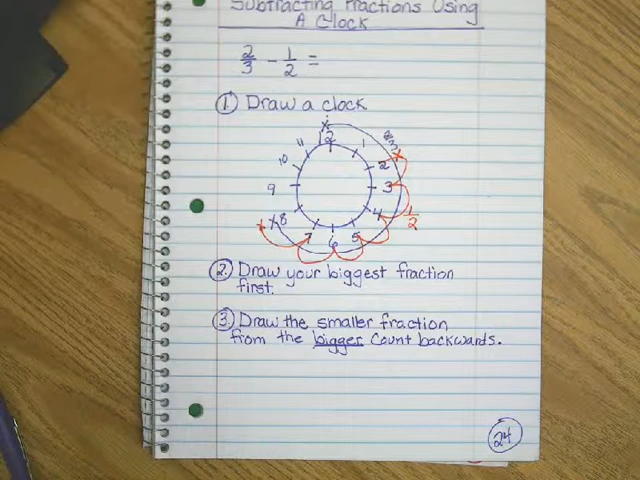 Subtracting Fractions Using
A Clock
2/3 - 1/2 =
① Draw a clock
12
1
2
3
4
5
6
7
8
9
10
11
2/3
1/2
② Draw your biggest fraction
first.
③ Draw the smaller fraction
from the bigger Count backwards.
24